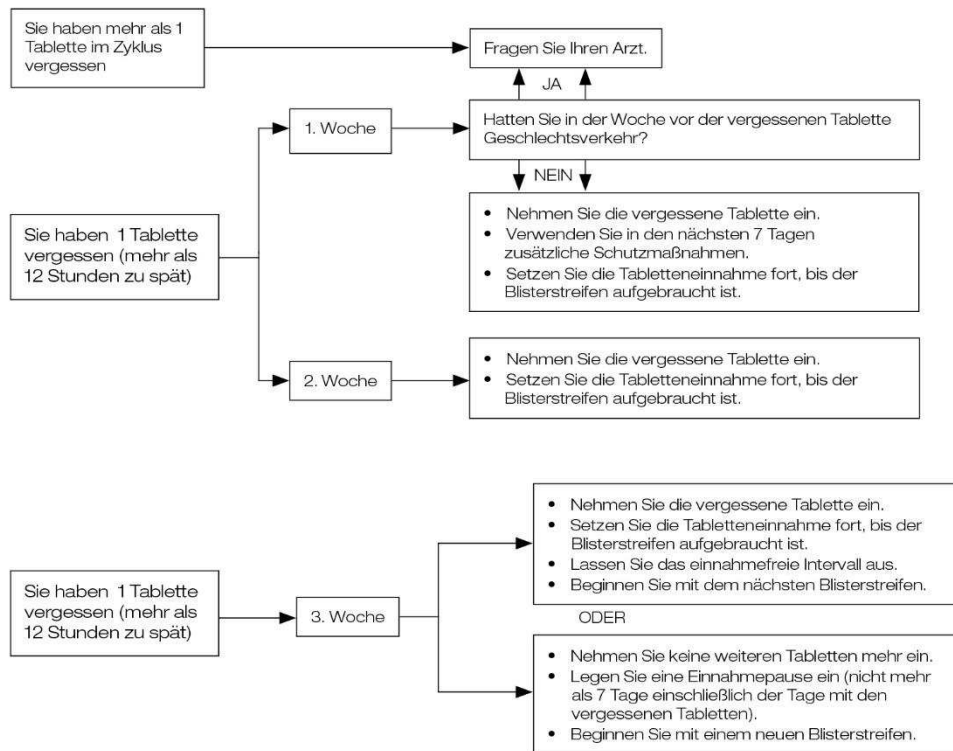 Sie haben mehr als 1
Tablette im Zyklus
vergessen
Fragen Sie Ihren Arzt.
JA
1. Woche
Hatten Sie in der Woche vor der vergessenen Tablette
Geschlechtsverkehr?
NEIN
Sie haben 1 Tablette
vergessen (mehr als
12 Stunden zu spät)
• Nehmen Sie die vergessene Tablette ein.
• Verwenden Sie in den nächsten 7 Tagen
zusätzliche Schutzmaßnahmen.
• Setzen Sie die Tabletteneinnahme fort, bis der
Blisterstreifen aufgebraucht ist.
2. Woche
• Nehmen Sie die vergessene Tablette ein.
• Setzen Sie die Tabletteneinnahme fort, bis der
Blisterstreifen aufgebraucht ist.
Sie haben 1 Tablette
vergessen (mehr als
12 Stunden zu spät)
3. Woche
• Nehmen Sie die vergessene Tablette ein.
• Setzen Sie die Tabletteneinnahme fort, bis der
Blisterstreifen aufgebraucht ist.
• Lassen Sie das einnahmefreie Intervall aus.
• Beginnen Sie mit dem nächsten Blisterstreifen.
ODER
• Nehmen Sie keine weiteren Tabletten mehr ein.
• Legen Sie eine Einnahmepause ein (nicht mehr
als 7 Tage einschließlich der Tage mit den
vergessenen Tabletten).
• Beginnen Sie mit einem neuen Blisterstreifen.